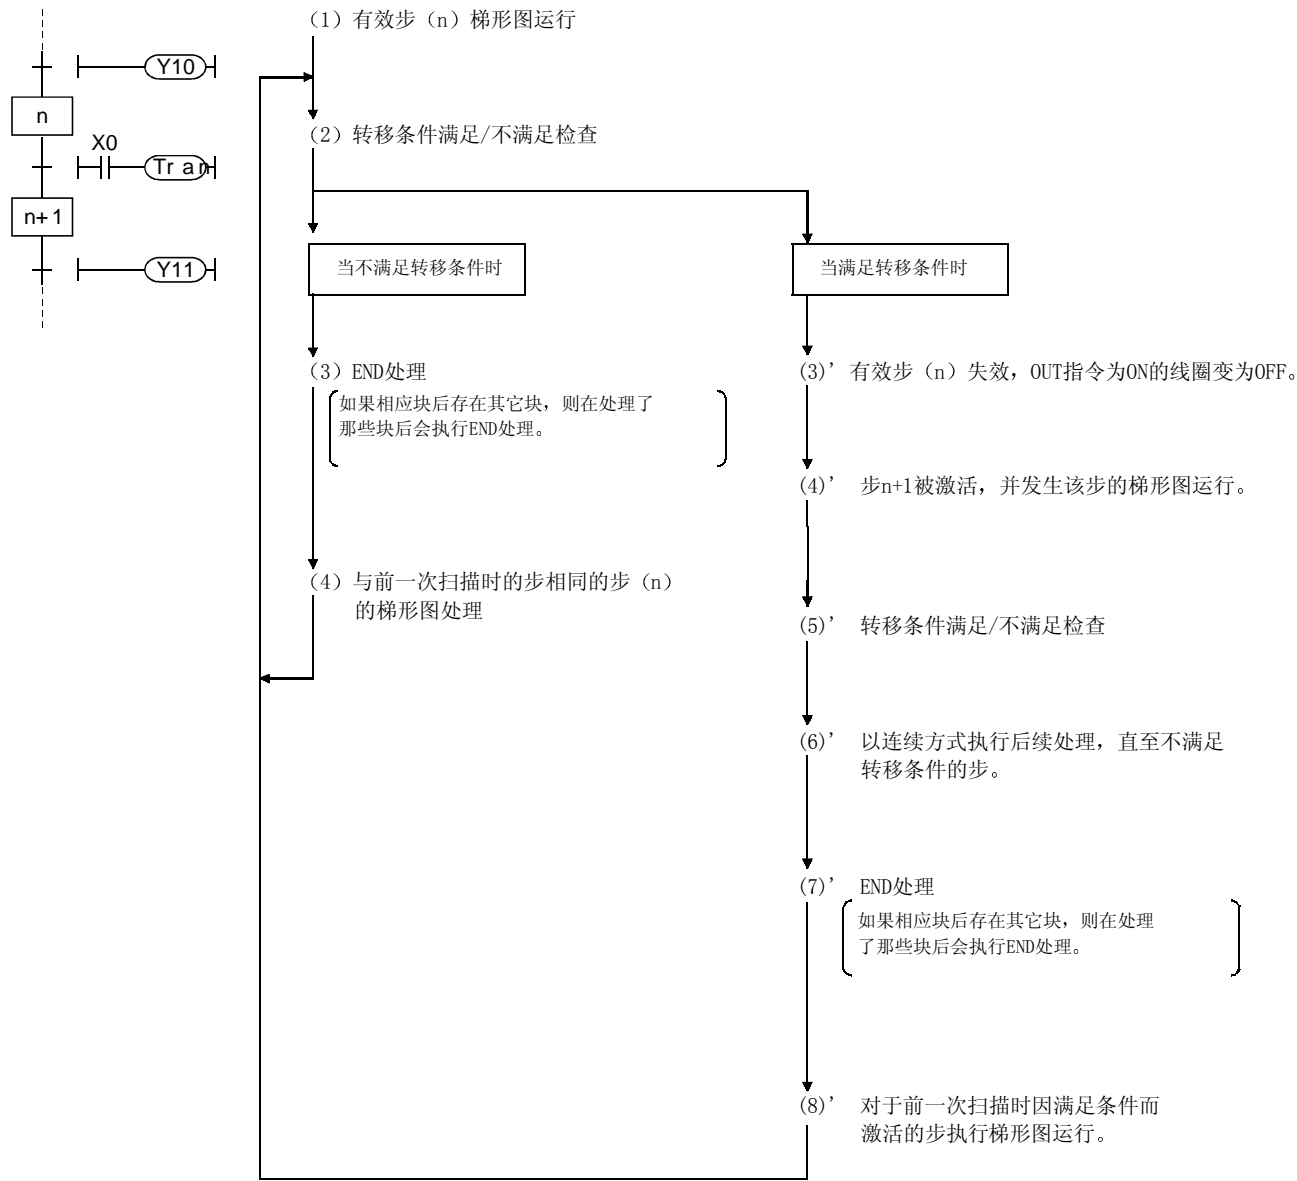 (1) 有效步（n）梯形图运行
Y10
n
X0
Tran
n+1
Y11
(2) 转移条件满足/不满足检查
当不满足转移条件时
当满足转移条件时
(3) END处理
如果相应块后存在其它块，则在处理了
那些块后会执行END处理。
(4) 与前一次扫描时的步相同的步（n）
的梯形图处理
(3)’ 有效步（n）失效，OUT指令为ON的线圈变为OFF。
(4)’ 步n+1被激活，并发生该步的梯形图运行。
(5)’ 转移条件满足/不满足检查
(6)’ 以连续方式执行后续处理，直至不满足
转移条件的步。
(7)’ END处理
如果相应块后存在其它块，则在处理
了那些块后会执行END处理。
(8)’ 对于前一次扫描时因满足条件而
激活的步执行梯形图运行。